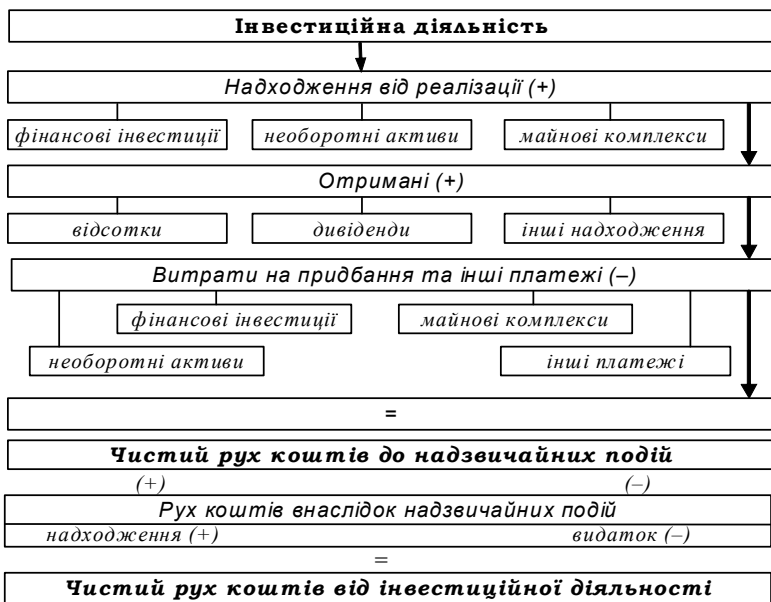 Інвестиційна діяльність
Надходження від реалізації (+)
фінансові інвестиції необоротні активи майнові комплекси
Отримані (+)
відсотки дивіденди інші надходження
Витрати на придбання та інші платежі (–)
фінансові інвестиції майнові комплекси
необоротні активи інші платежі
=
Чистий рух коштів до надзвичайних подій
(+) (–)
Рух коштів внаслідок надзвичайних подій
надходження (+) видаток (–)
=
Чистий рух коштів від інвестиційної діяльності